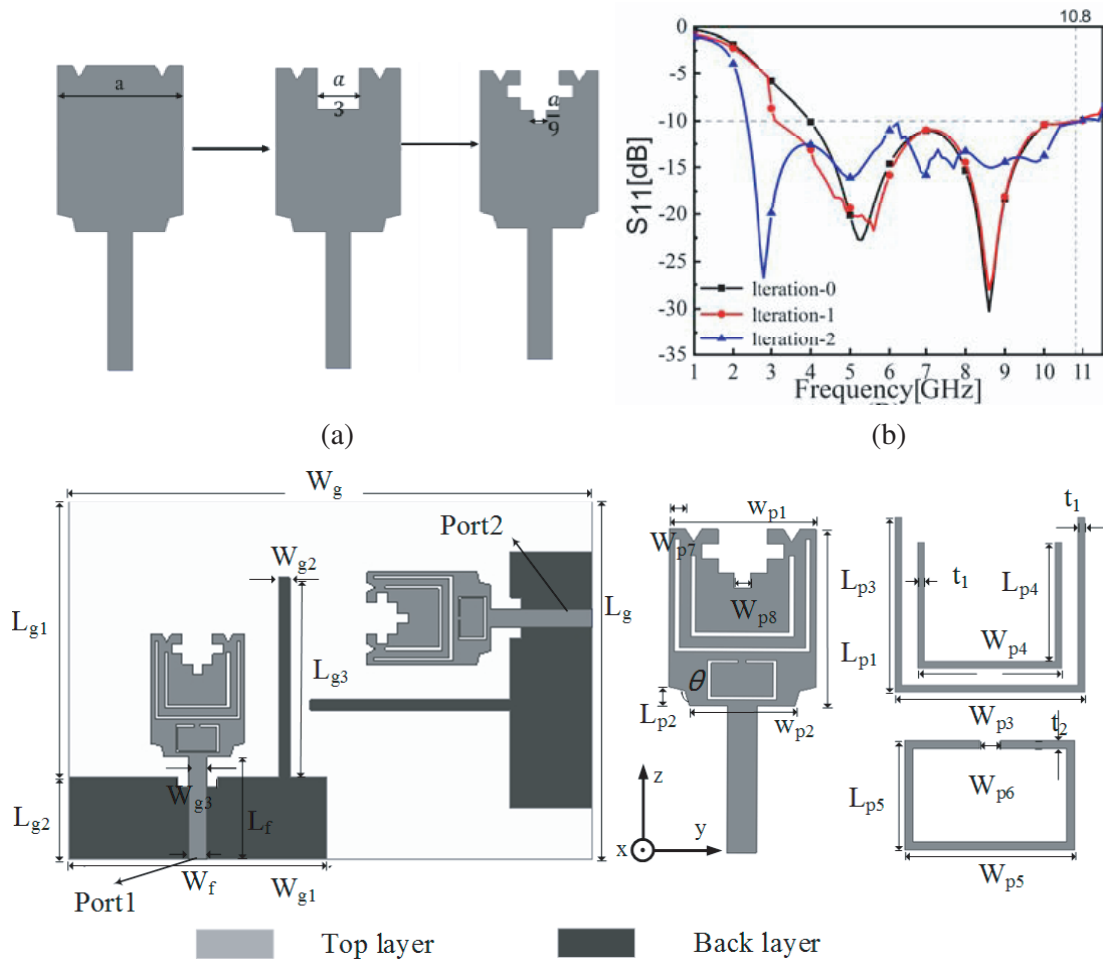 a
a
3
a
9
(a)
10.8
0
-5
-10
-15
-20
-25
-30
-35
S11[dB]
Iteration-0
Iteration-1
Iteration-2
1 2 3 4 5 6 7 8 9 10 11
Frequency[GHz]
(b)
Wg
Port2
Wg2
Lg1
Lg3
Lg
Wg3
Lf
Lg2
Wf
Wg1
Port1
Wp1
Wp7
Wp8
θ
Lp2
Wp2
z
y
x
t1
Lp3
t1
Lp4
Wp4
Lp1
Wp3
t2
Wp6
Lp5
Wp5
Top layer
Back layer